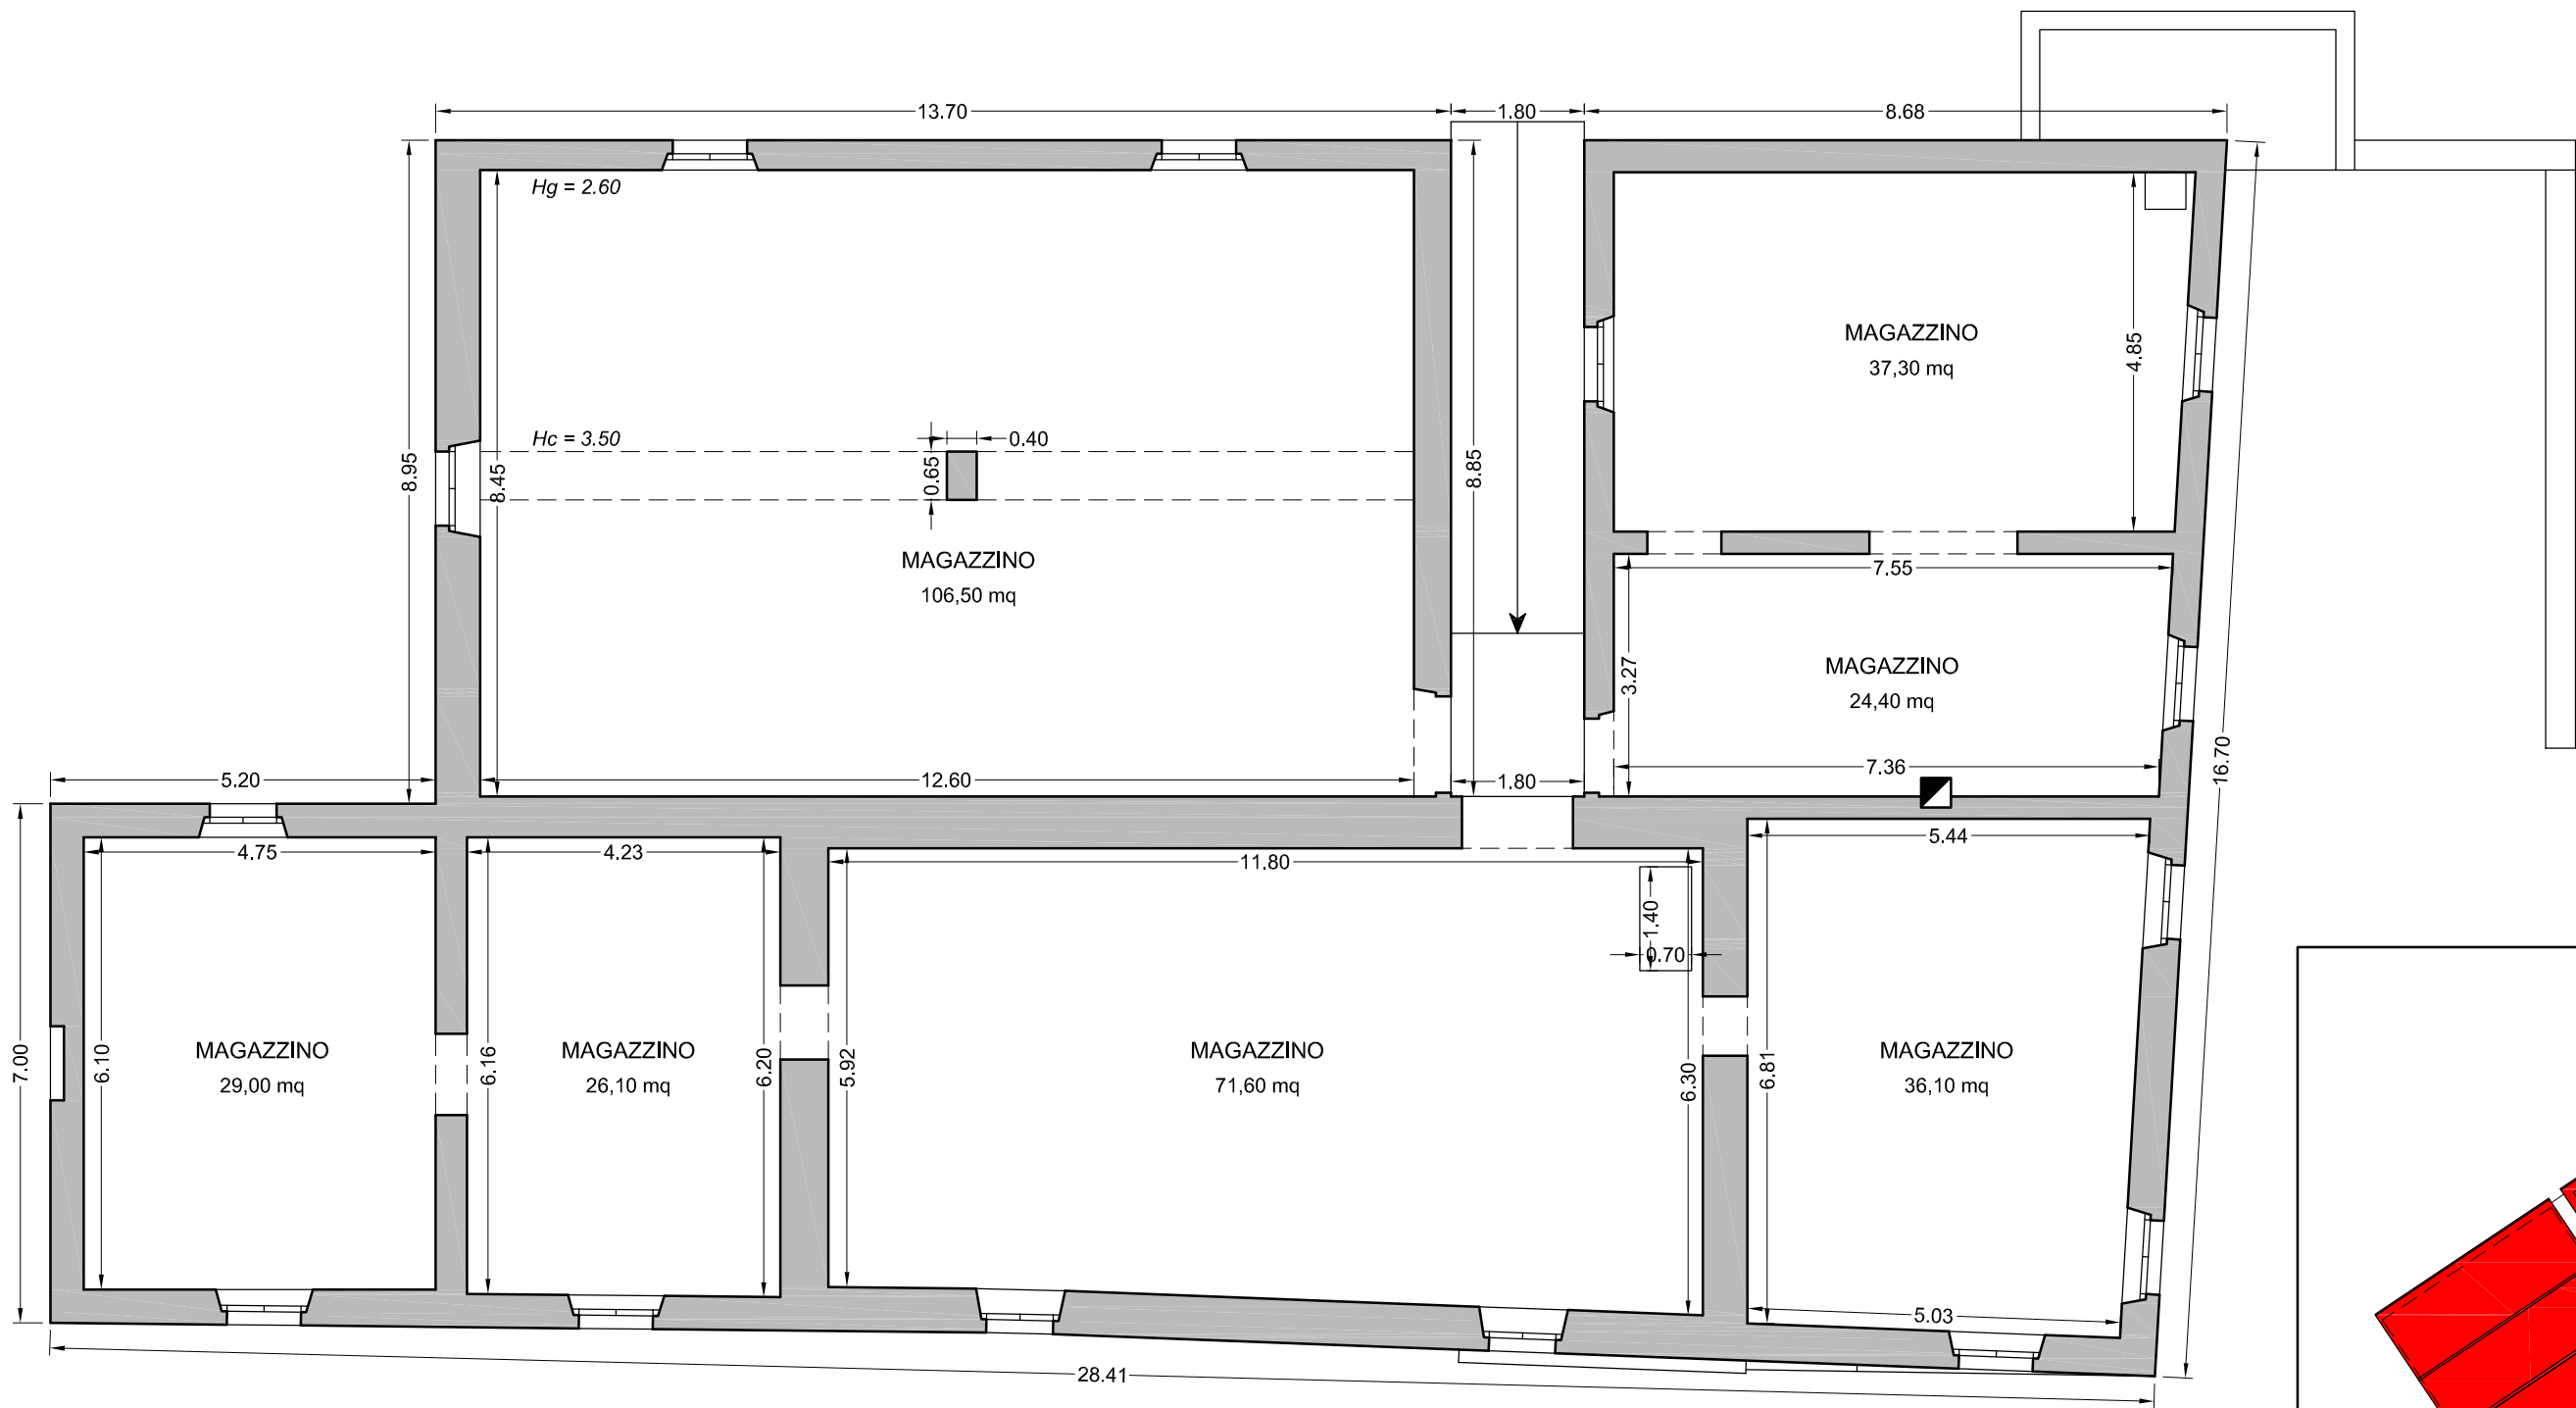 13.70
1.80
8.68
Hg = 2.60
MAGAZZINO
37,30 mq
4.85
Hc = 3.50
0.40
0.65
8.95
8.45
8.85
MAGAZZINO
106,50 mq
7.55
MAGAZZINO
24,40 mq
3.27
16.70
5.20
12.60
1.80
7.36
4.75
4.23
11.80
5.44
1.40
0.70
7.00
6.10
MAGAZZINO
29,00 mq
6.16
MAGAZZINO
26,10 mq
6.20
5.92
MAGAZZINO
71,60 mq
6.30
6.81
MAGAZZINO
36,10 mq
5.03
28.41